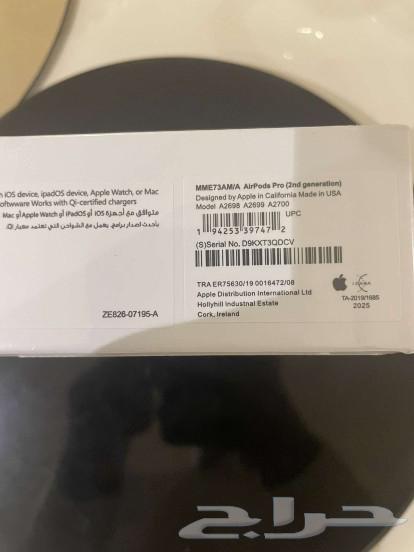 n iOS device, ipadOS device, Apple Watch, or Mac
oftwware Works with Qi-certified chargers
متوافق مع أجهزة iOS أو iPadOS أو Apple Watch أو Mac
بأحدث اصدار برامج. يعمل مع الشواحن التي تعتمد معيار Qi.
ZE826-07195-A
MME73AM/A AirPods Pro (2nd generation)
Designed by Apple in California Made in USA
Model A2698 A2699 A2700
UPC
1 94253 39747 2
(S)Serial No. D9KXT3QDCV
TRA ER75630/19 0016472/08
Apple Distribution International Ltd
Hollyhill Industnal Estate
Cork, Ireland
TA-2019/1685
2025
حراج